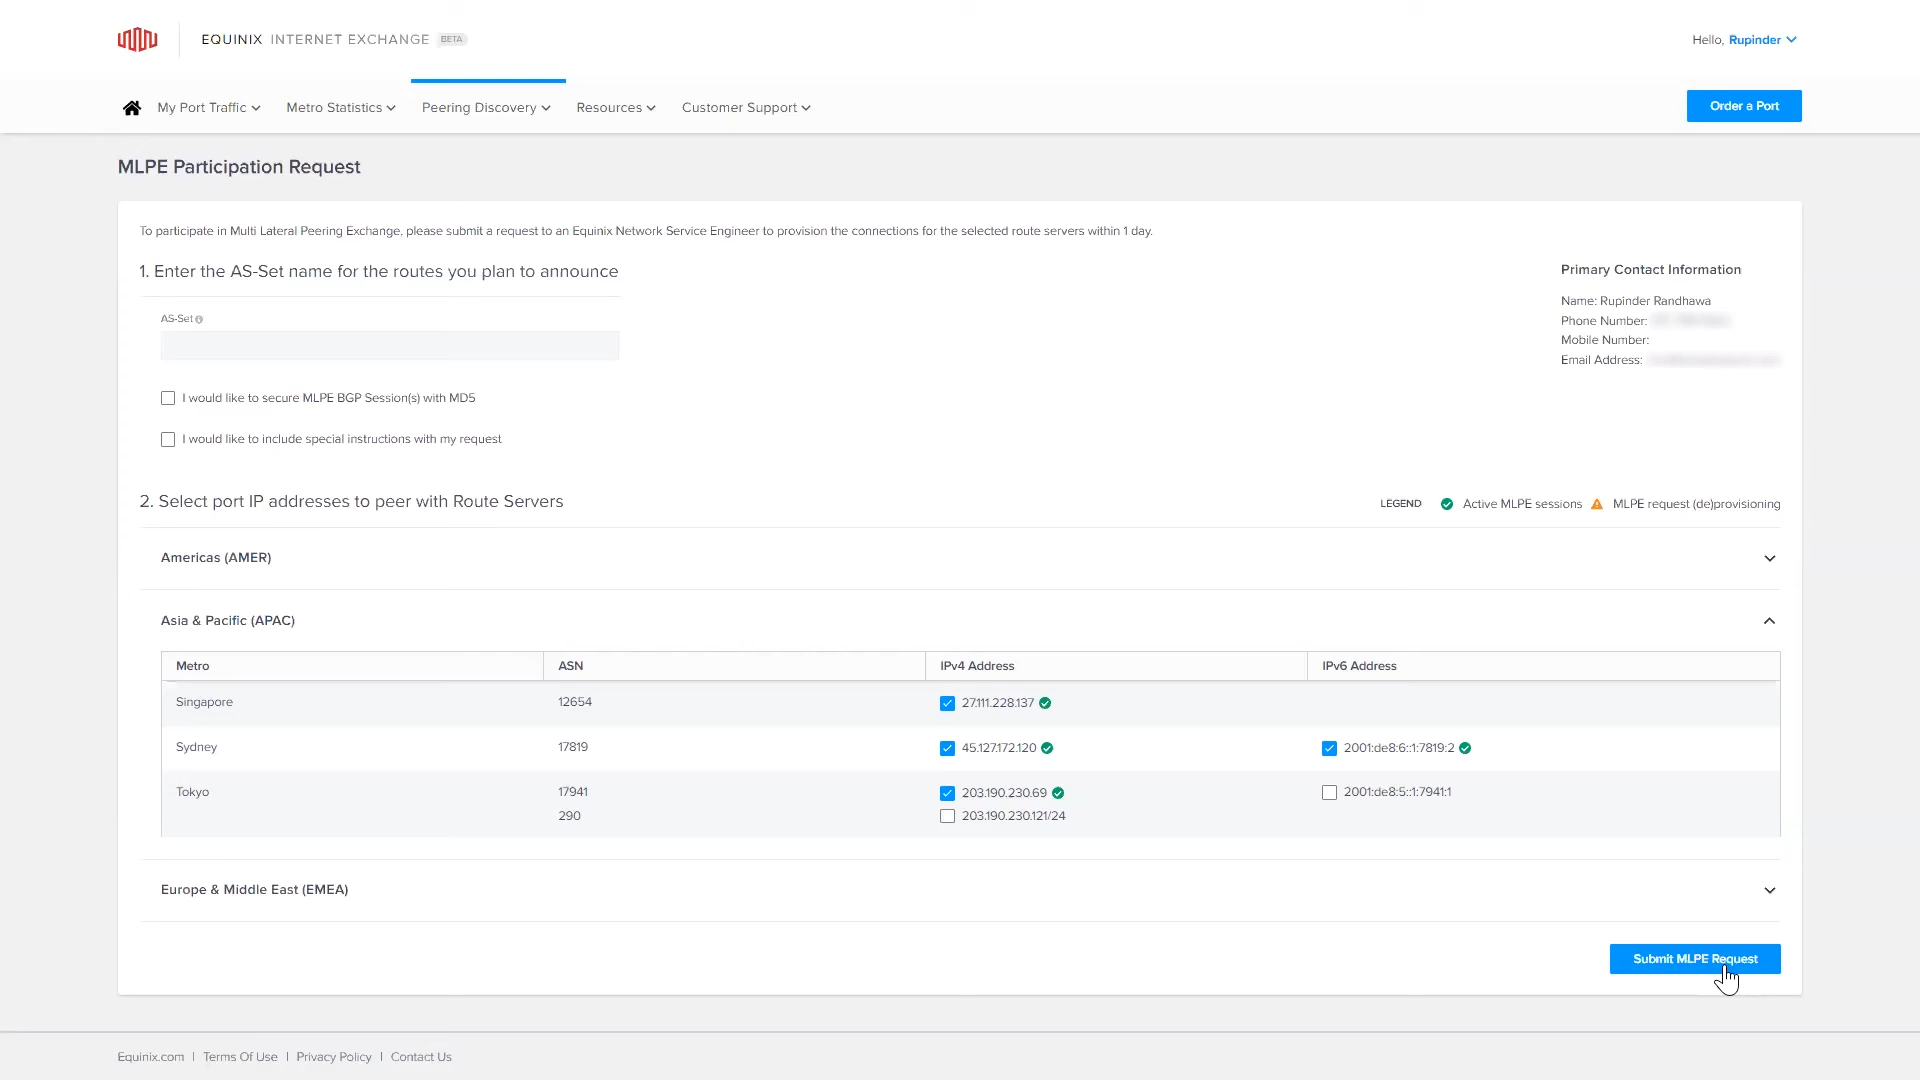 EQUINIX INTERNET EXCHANGE BETA
Hello, Rupinder
My Port Traffic
Metro Statistics
Peering Discovery
Resources
Customer Support
Order a Port
MLPE Participation Request
To participate in Multi Lateral Peering Exchange, please submit a request to an Equinix Network Service Engineer to provision the connections for the selected route servers within 1 day.
1. Enter the AS-Set name for the routes you plan to announce
AS-Set
I would like to secure MLPE BGP Session(s) with MD5
I would like to include special instructions with my request
Primary Contact Information
Name: Rupinder Randhawa
Phone Number:
Mobile Number:
Email Address:
2. Select port IP addresses to peer with Route Servers
LEGEND Active MLPE sessions MLPE request (de)provisioning
Americas (AMER)
Asia & Pacific (APAC)
Metro ASN IPv4 Address IPv6 Address
Singapore 12654 27.111.228.137
Sydney 17819 45.127.172.120 2001:de8:6::1:7819:2
Tokyo 17941 203.190.230.69 2001:de8:5::1:7941:1
290 203.190.230.121/24
Europe & Middle East (EMEA)
Submit MLPE Request
Equinix.com | Terms Of Use | Privacy Policy | Contact Us